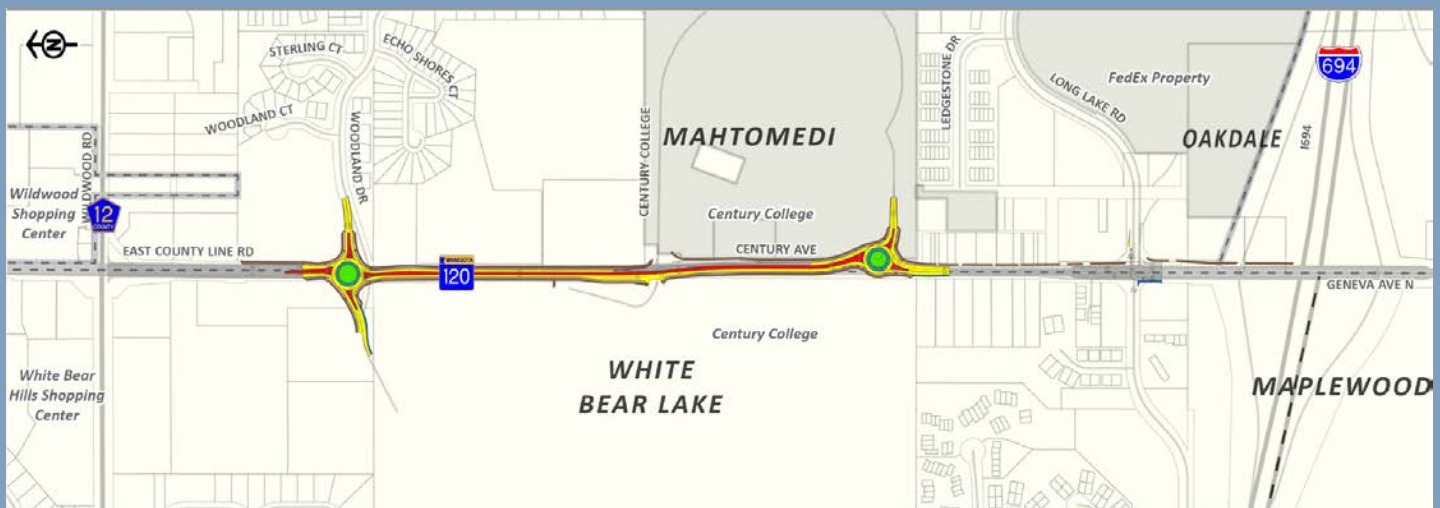 N
STERLING CT
ECHO SHORES CT
WOODLAND CT
WOODLAND DR
WILDWOOD RD
Wildwood
Shopping
Center
12
COUNTY
EAST COUNTY LINE RD
MINNESOTA
120
CENTURY COLLEGE
MAHTOMEDI
Century College
CENTURY AVE
LEDGESTONE DR
LONG LAKE RD
FedEx Property
OAKDALE
694
I694
GENEVA AVE N
White Bear
Hills Shopping
Center
WHITE
BEAR LAKE
Century College
MAPLEWOOD